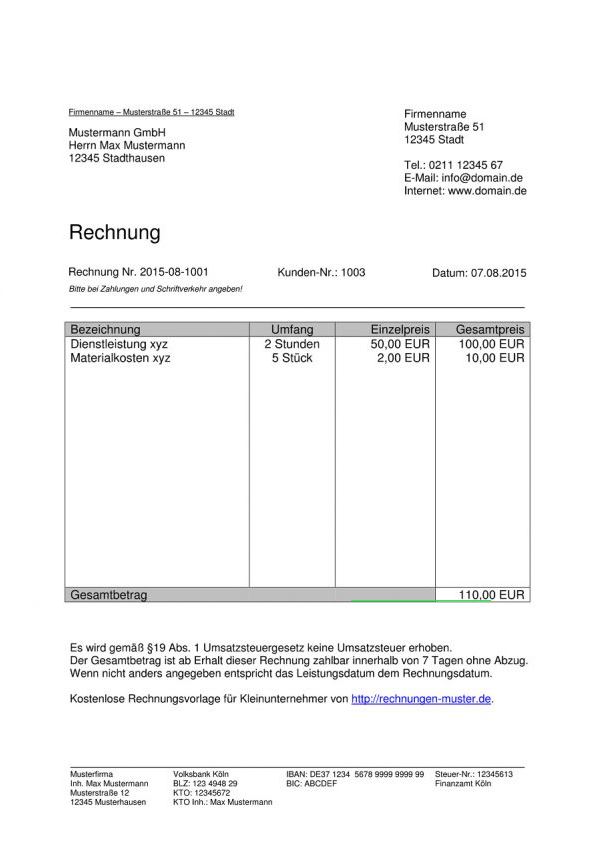 Firmenname – Musterstraße 51 – 12345 Stadt
Mustermann GmbH
Herrn Max Mustermann
12345 Stadthausen
Firmenname
Musterstraße 51
12345 Stadt
Tel.: 0211 12345 67
E-Mail: info@domain.de
Internet: www.domain.de
Rechnung
Rechnung Nr. 2015-08-1001 Kunden-Nr.: 1003 Datum: 07.08.2015
Bitte bei Zahlungen und Schriftverkehr angeben!
Bezeichnung Umfang Einzelpreis Gesamtpreis
Dienstleistung xyz 2 Stunden 50,00 EUR 100,00 EUR
Materialkosten xyz 5 Stück 2,00 EUR 10,00 EUR
Gesamtbetrag 110,00 EUR
Es wird gemäß §19 Abs. 1 Umsatzsteuergesetz keine Umsatzsteuer erhoben.
Der Gesamtbetrag ist ab Erhalt dieser Rechnung zahlbar innerhalb von 7 Tagen ohne Abzug.
Wenn nicht anders angegeben entspricht das Leistungsdatum dem Rechnungsdatum.
Kostenlose Rechnungsvorlage für Kleinunternehmer von http://rechnungen-muster.de.
Musterfirma Volksbank Köln IBAN: DE37 1234 5678 9999 9999 99 Steuer-Nr.: 12345613
Inh. Max Mustermann BLZ: 123 4948 29 BIC: ABCDEF Finanzamt Köln
Musterstraße 12 KTO: 12345672
12345 Musterhausen KTO Inh.: Max Mustermann